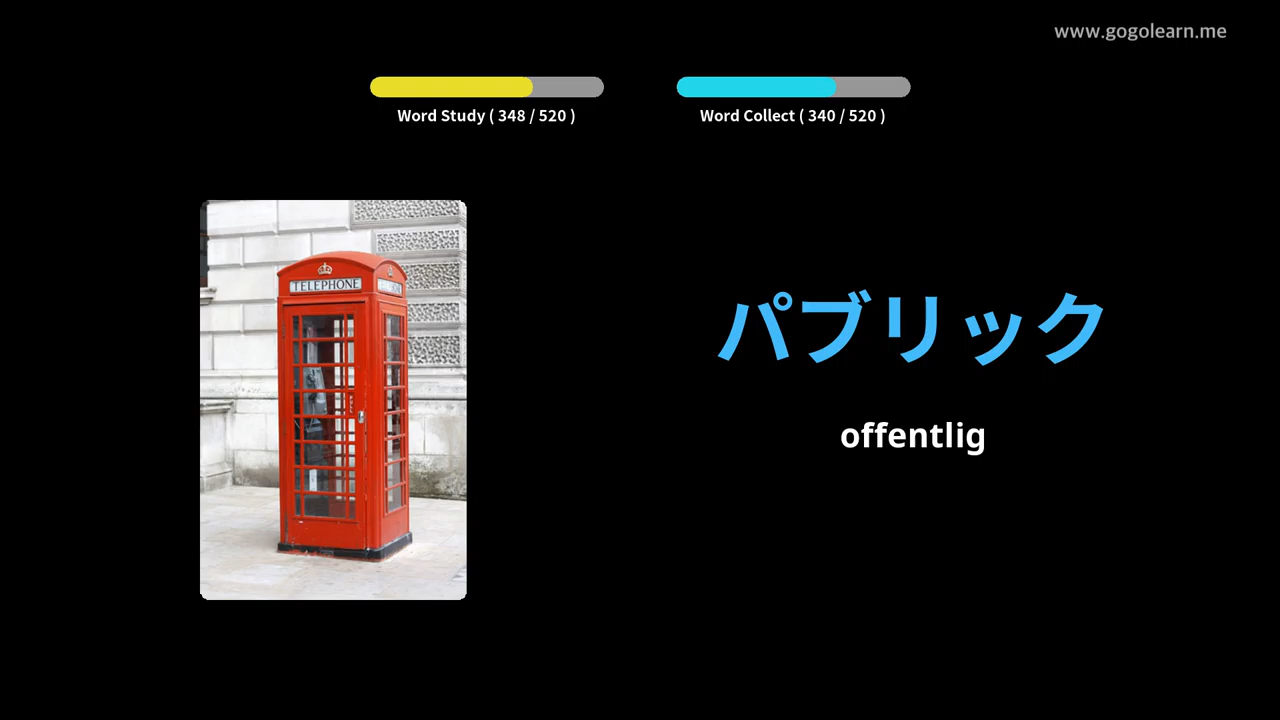 www.gogolearn.me
Word Study ( 348 / 520 )
Word Collect ( 340 / 520 )
TELEPHONE
パブリック
offentlig